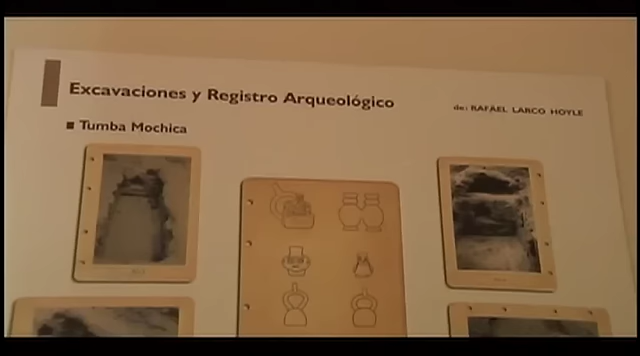 Excavaciones y Registro Arqueológico
de: RAFAEL LARCO HOYLE
■ Tumba Mochica